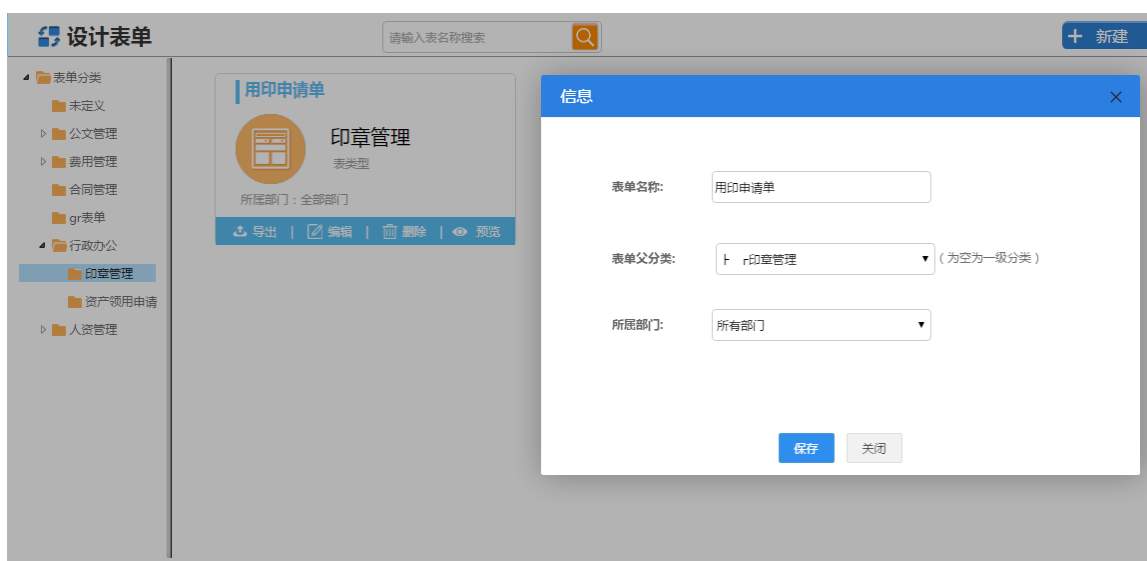 设计表单
请输入表名称搜索
新建
表单分类
未定义
公文管理
费用管理
合同管理
gr表单
行政办公
印章管理
资产领用申请
人资管理
用印申请单
印章管理
表类型
所属部门：全部部门
导出 | 编辑 | 删除 | 预览
信息
表单名称: 用印申请单
表单父分类: ├ ┌印章管理 (为空为一级分类)
所属部门: 所有部门
保存 关闭